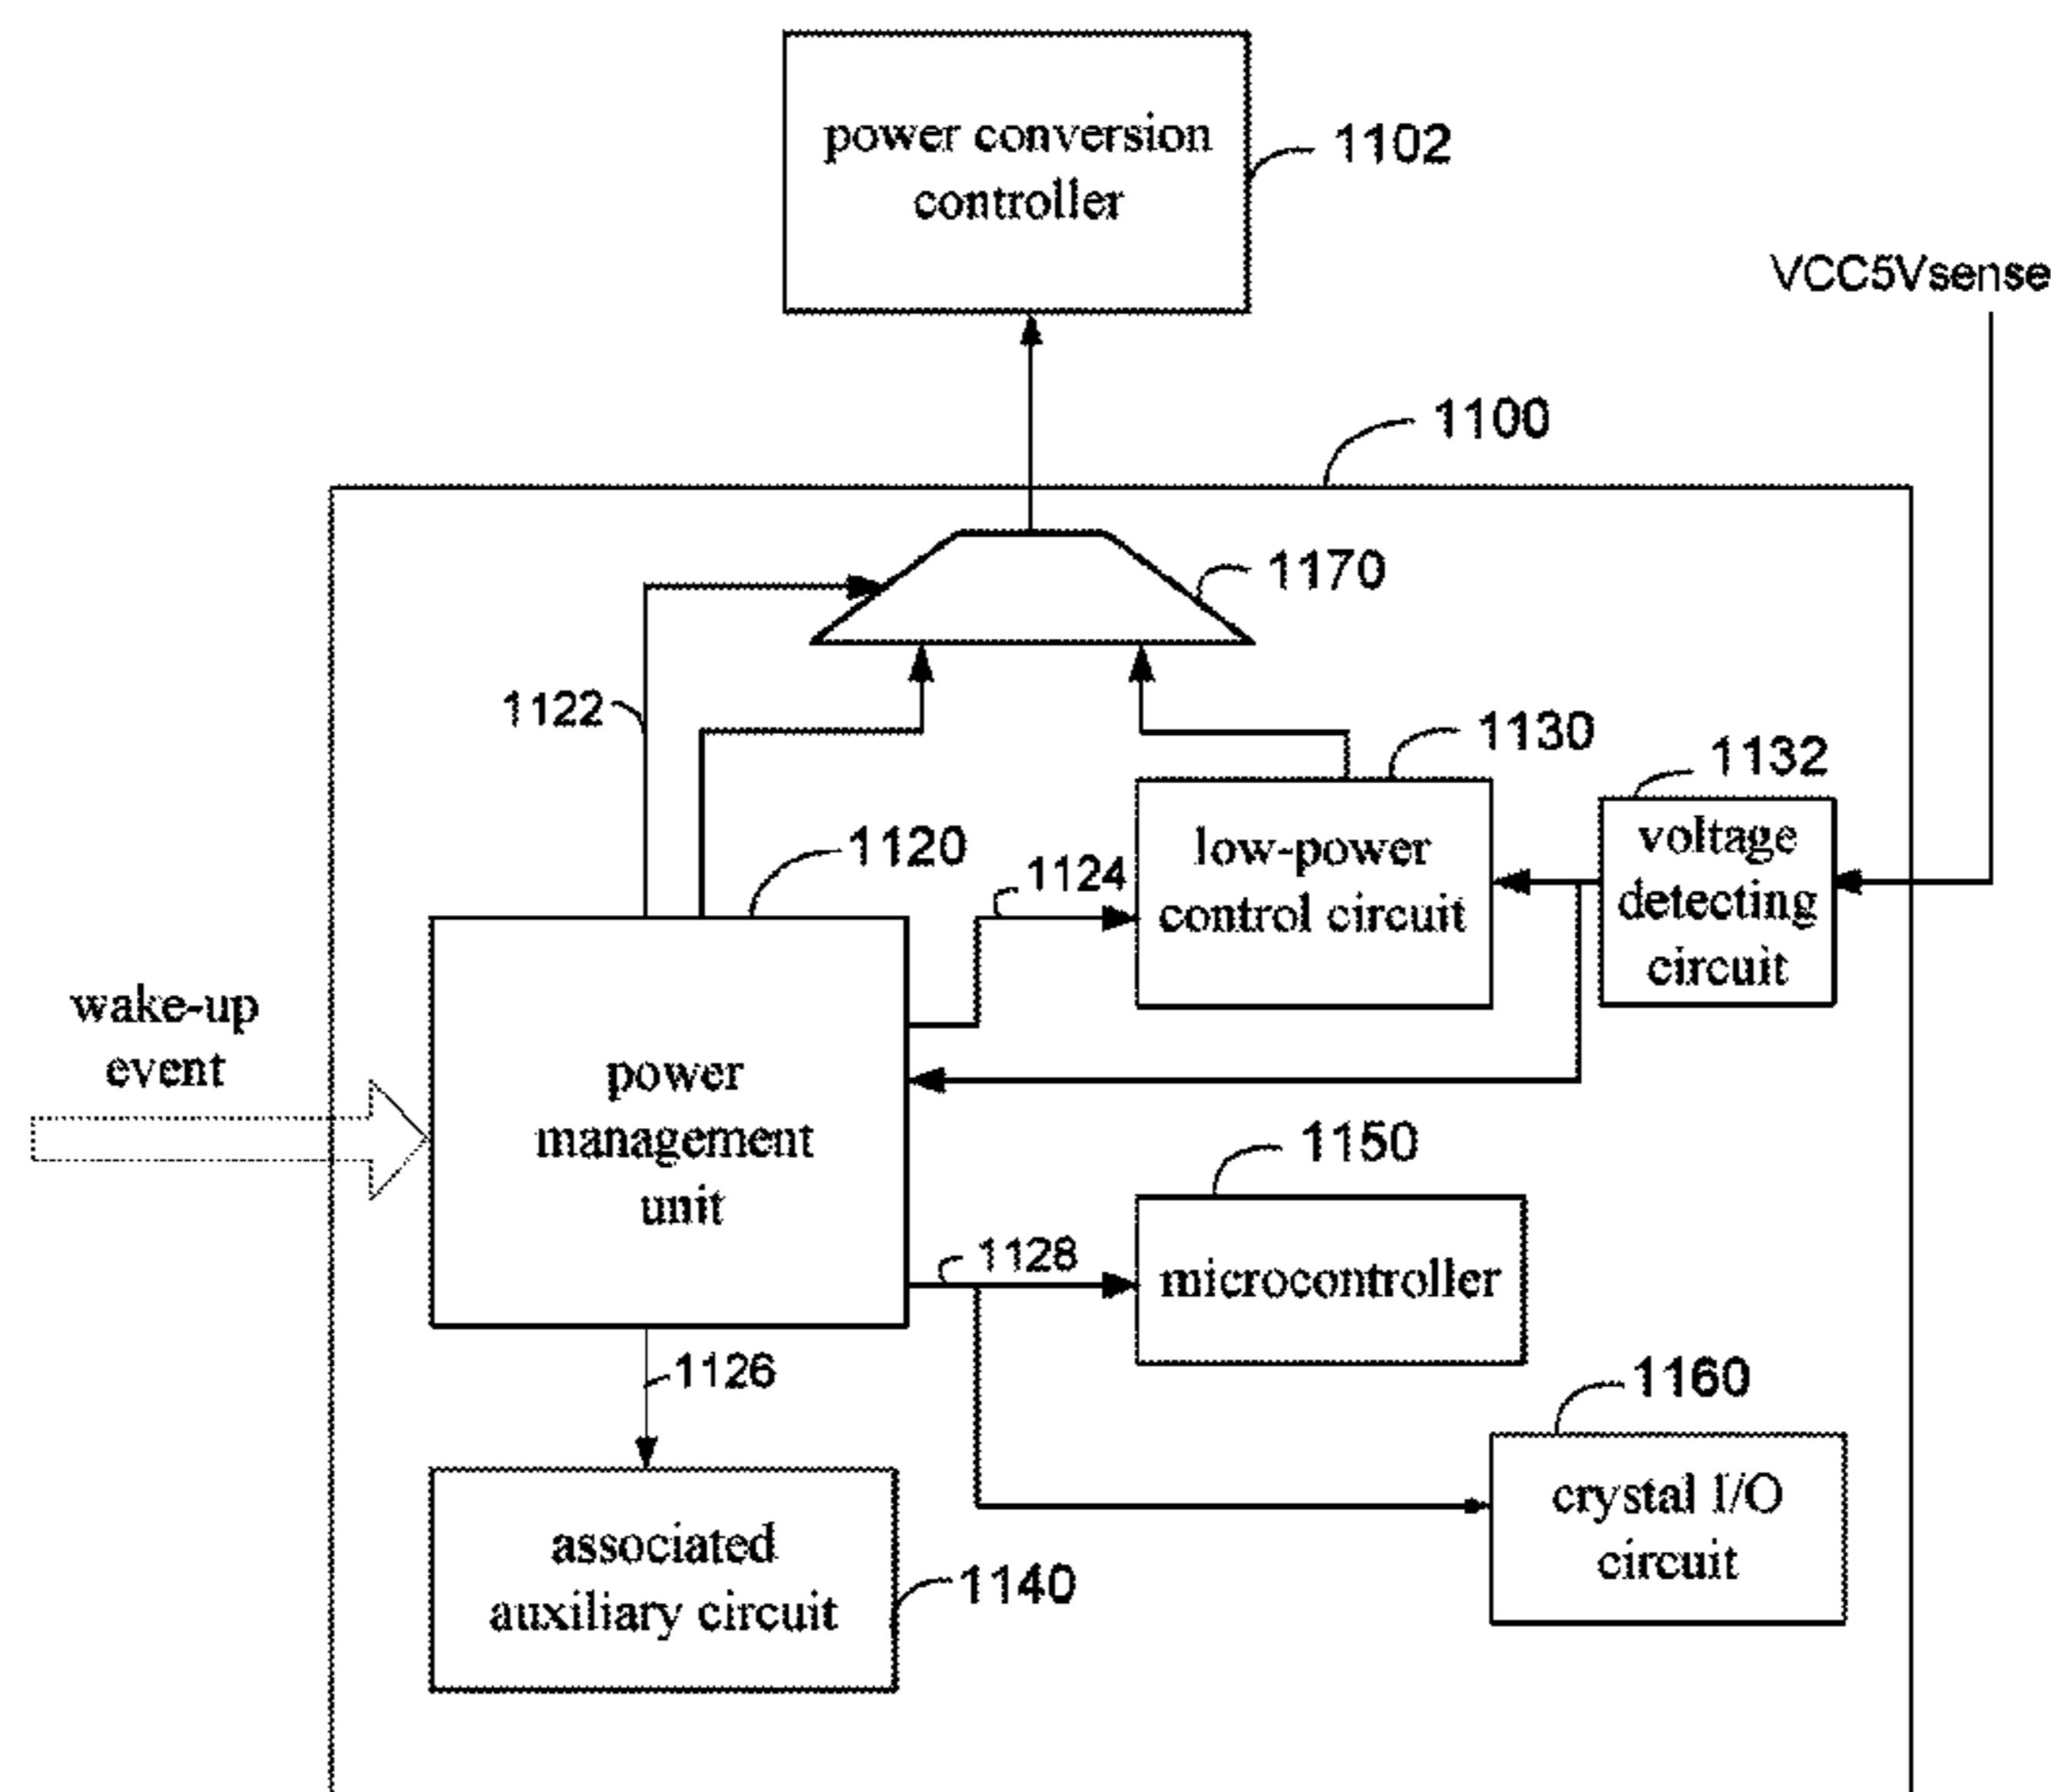 power conversion
controller
1102
VCC5Vsense
1100
1170
1122
1130
1132
1120
1124
low-power
control circuit
voltage
detecting
circuit
wake-up
event
power
management
unit
1150
1128
microcontroller
1126
1160
associated
auxiliary circuit
1140
crystal I/O
circuit